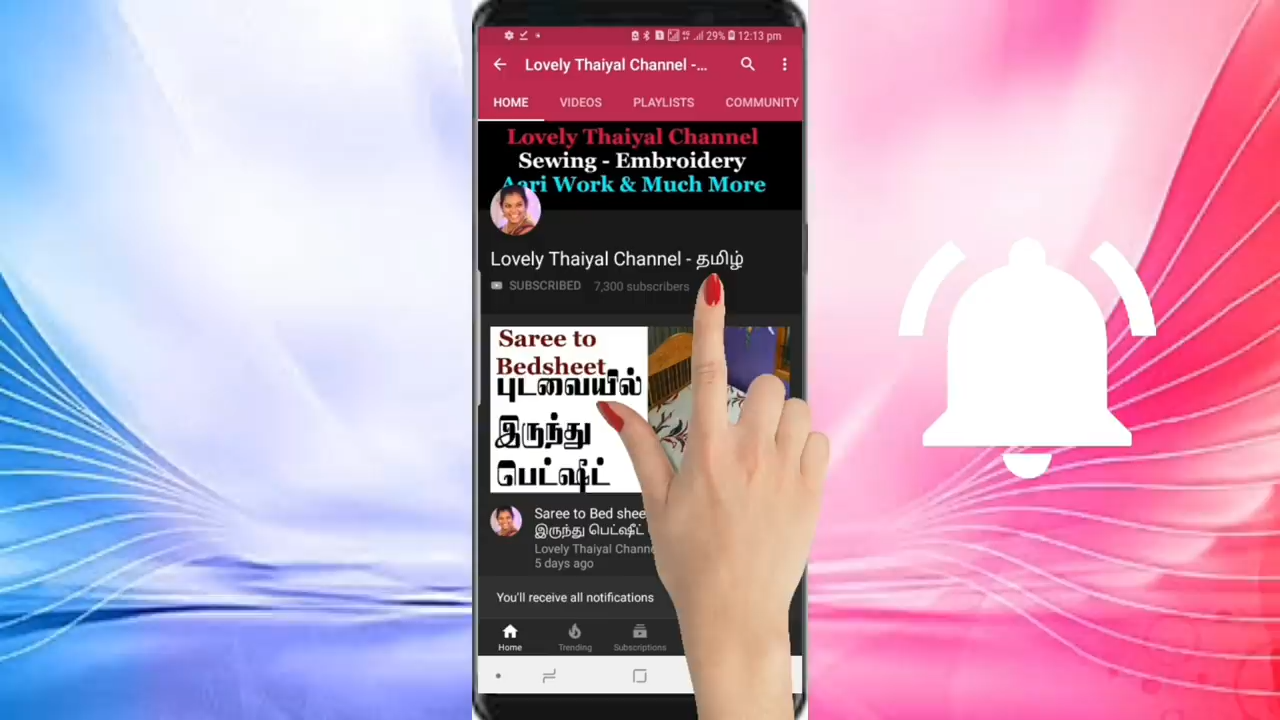 29% 12:13 pm
Lovely Thaiyal Channel -...
HOME VIDEOS PLAYLISTS COMMUNITY
Lovely Thaiyal Channel
Sewing - Embroidery
Aari Work & Much More
Lovely Thaiyal Channel - தமிழ்
SUBSCRIBED 7,300 subscribers
Saree to
Bedsheet
புடவையில்
இருந்து
பெட்ஷீட்
Saree to Bed
இருந்து பெட்ஷீட்
Lovely Thaiyal
5 days ago
You'll receive all notifications
Home Trending Subscriptions